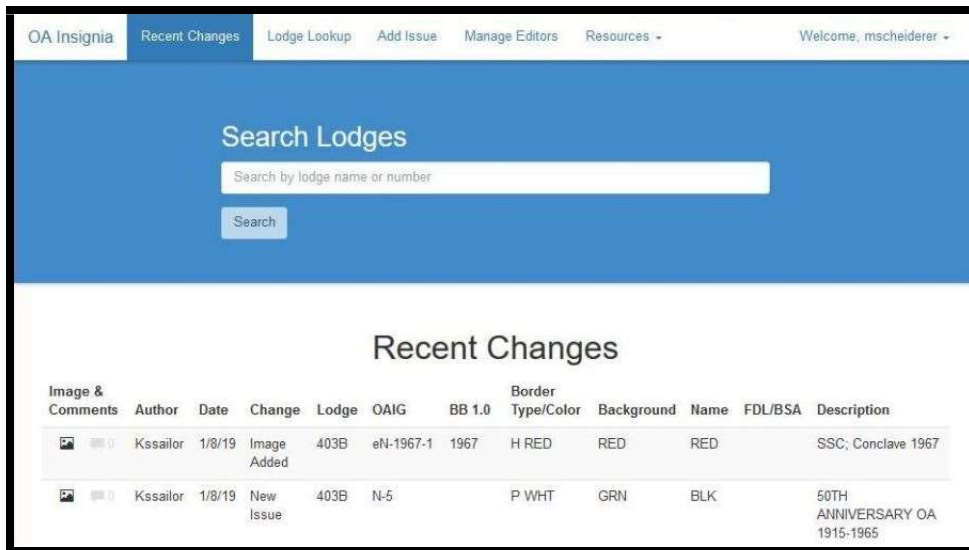 OA Insignia Recent Changes Lodge Lookup Add Issue Manage Editors Resources Welcome, mscheiderer
Search Lodges
Search by lodge name or number
Search
Recent Changes
Image & Comments Author Date Change Lodge OAIG BB 1.0 Border Type/Color Background Name FDL/BSA Description
0 Kssailor 1/8/19 Image Added 403B eN-1967-1 1967 H RED RED RED SSC; Conclave 1967
0 Kssailor 1/8/19 New Issue 403B N-5 P WHT GRN BLK 50TH ANNIVERSARY OA 1915-1965